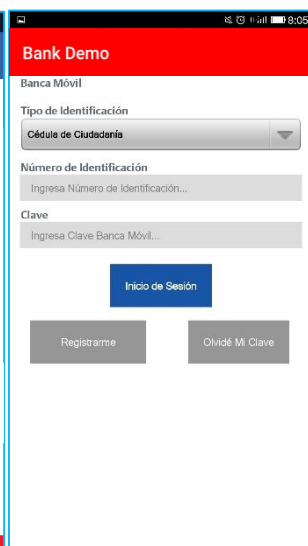 8:05
Bank Demo
Banca Móvil
Tipo de Identificación
Cédula de Ciudadanía
Número de Identificación
Ingresa Número de Identificación...
Clave
Ingresa Clave Banca Móvil...
Inicio de Sesión
Registrarme
Olvidé Mi Clave